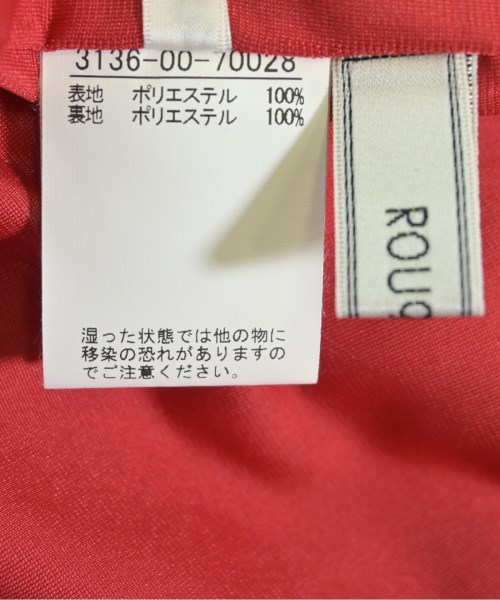 3136-00-70028
表地 ポリエステル 100%
裏地 ポリエステル 100%
湿った状態では他の物に
移染の恐れがありますの
でご注意ください。
ROU